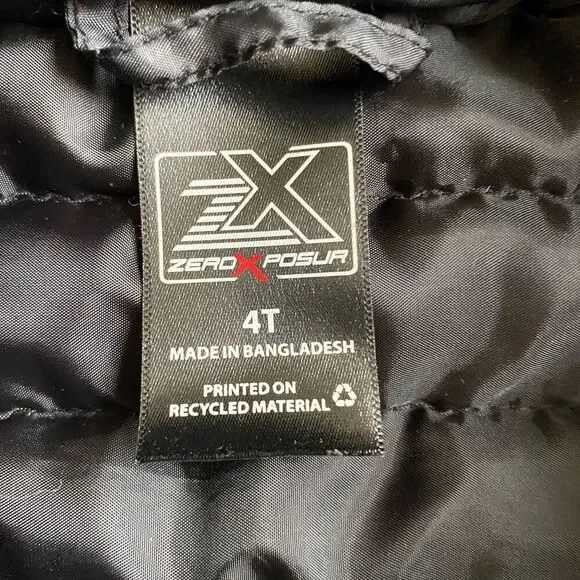 ZX
ZEROXPOSUR
4T
MADE IN BANGLADESH
PRINTED ON
RECYCLED MATERIAL